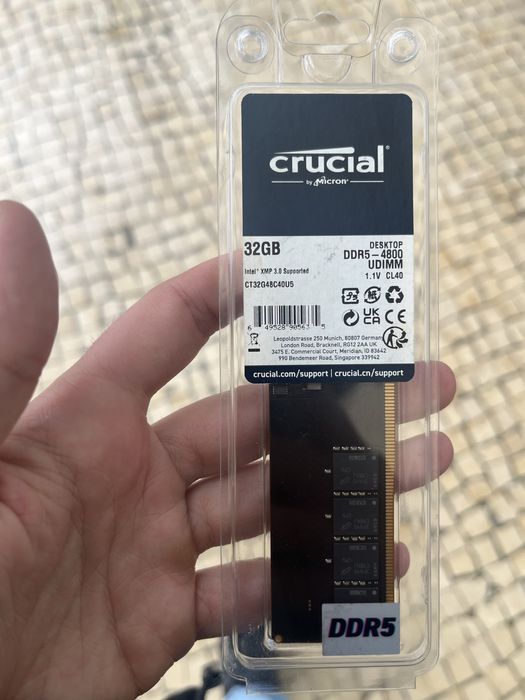 crucial®
by Micron®
32GB
DESKTOP
DDR5-4800
UDIMM
1.1V CL40
Intel® XMP 3.0 Supported
CT32G48C40U5
UK CA CE
Leopoldstrasse 250 Munich, 80807 Germany
London Road, Bracknell, RG12 2AA UK
3475 E. Commercial Court, Meridian, ID 83642
990 Bendemeer Road, Singapore 339942
crucial.com/support | crucial.cn/support
DDR5